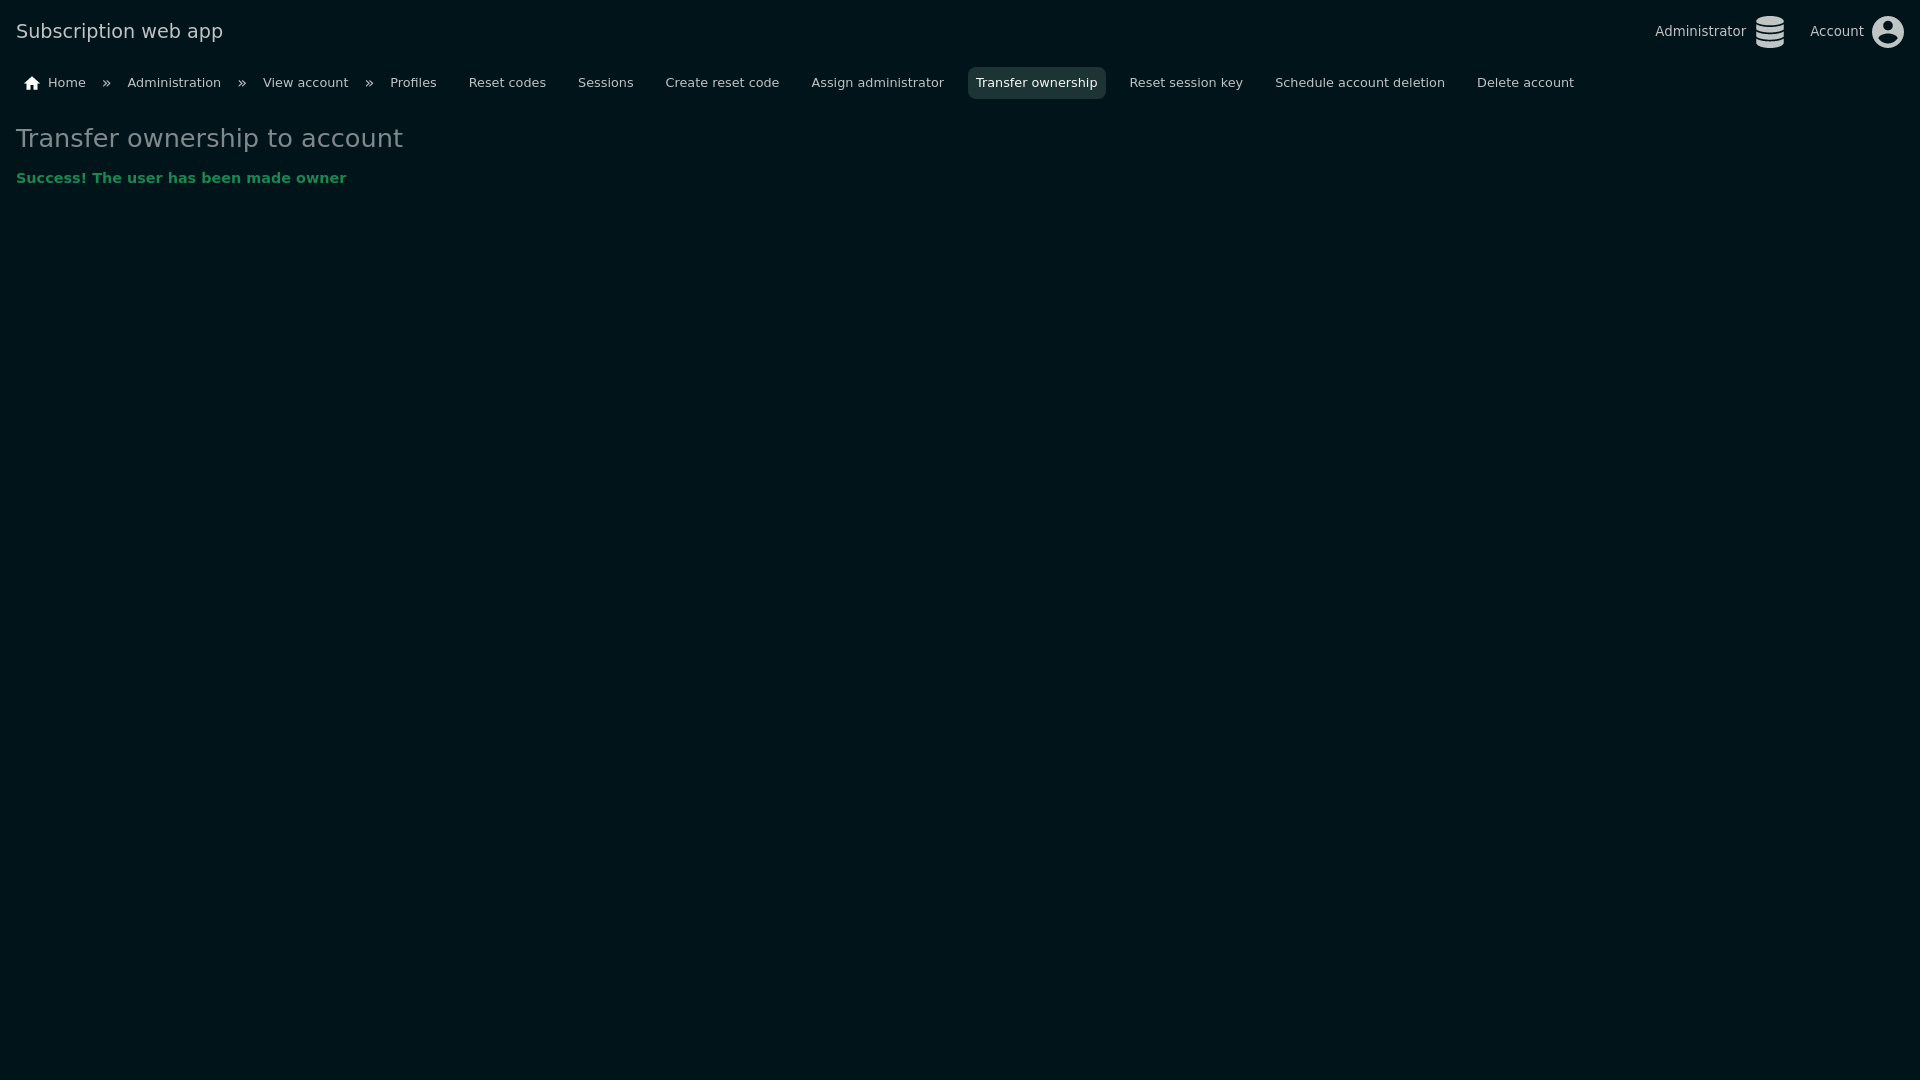 Subscription web app
Administrator
Account
Home » Administration » View account » Profiles Reset codes Sessions Create reset code Assign administrator Transfer ownership Reset session key Schedule account deletion Delete account
Transfer ownership to account
Success! The user has been made owner